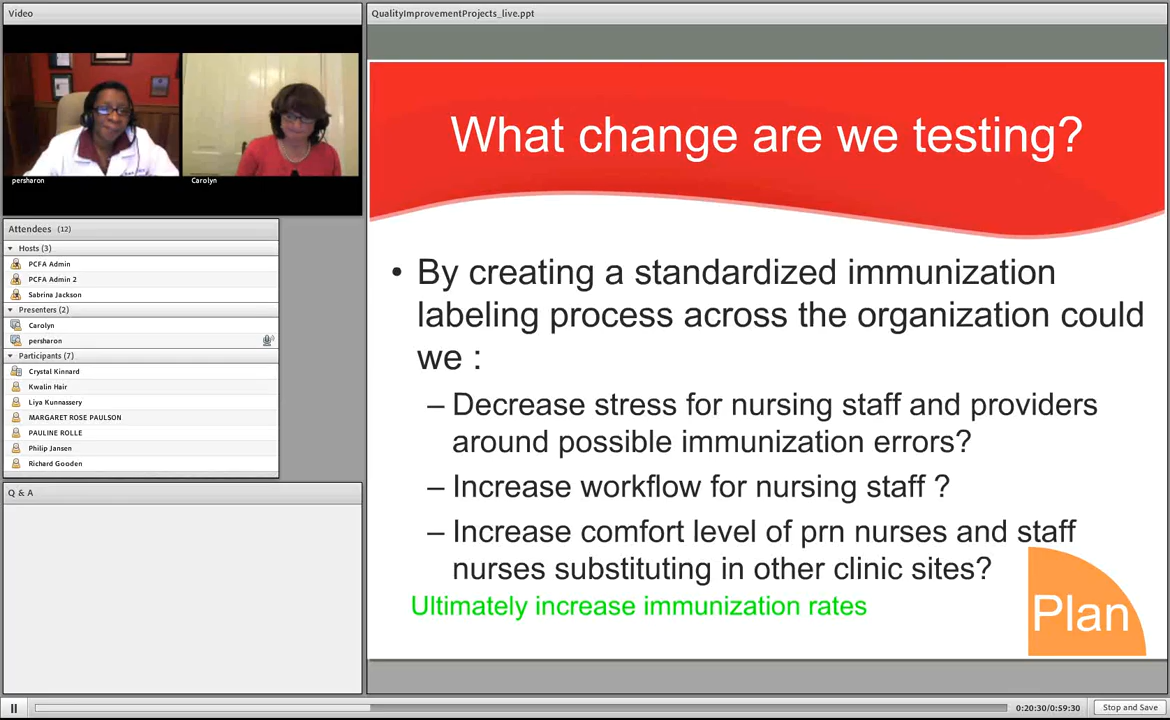 Video
persharon
Carolyn
Attendees (12)
Hosts (3)
PCFA Admin
PCFA Admin 2
Sabrina Jackson
Presenters (2)
Carolyn
persharon
Participants (7)
Crystal Kinnard
Kwalin Hair
Liya Kunnassery
MARGARET ROSE PAULSON
PAULINE ROLLE
Philip Jansen
Richard Gooden
Q & A
QualityImprovementProjects_live.ppt
What change are we testing?
• By creating a standardized immunization
labeling process across the organization could
we :
– Decrease stress for nursing staff and providers
around possible immunization errors?
– Increase workflow for nursing staff ?
– Increase comfort level of prn nurses and staff
nurses substituting in other clinic sites?
Ultimately increase immunization rates
Plan
0:20:30/0:59:30
Stop and Save